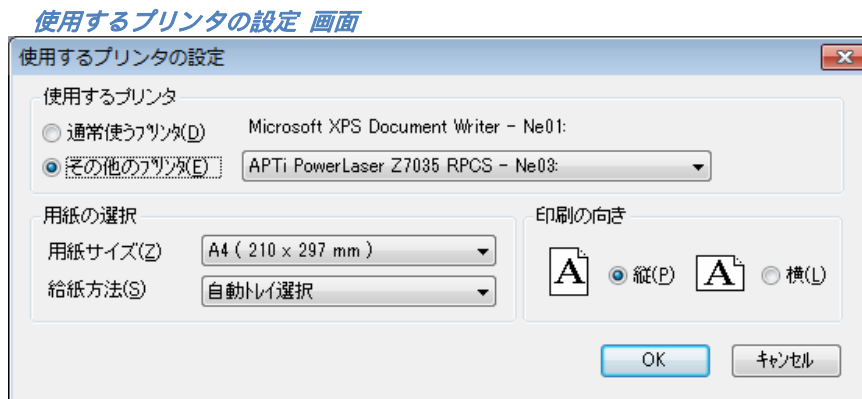 使用するプリンタの設定 画面
使用するプリンタの設定
使用するプリンタ
通常使うプリンタ(D) Microsoft XPS Document Writer - Ne01:
その他のプリンタ(E) APTi PowerLaser Z7035 RPCS - Ne03:
用紙の選択
用紙サイズ(Z) A4 ( 210 x 297 mm )
給紙方法(S) 自動トレイ選択
印刷の向き
A 縦(P) A 横(L)
OK キャンセル